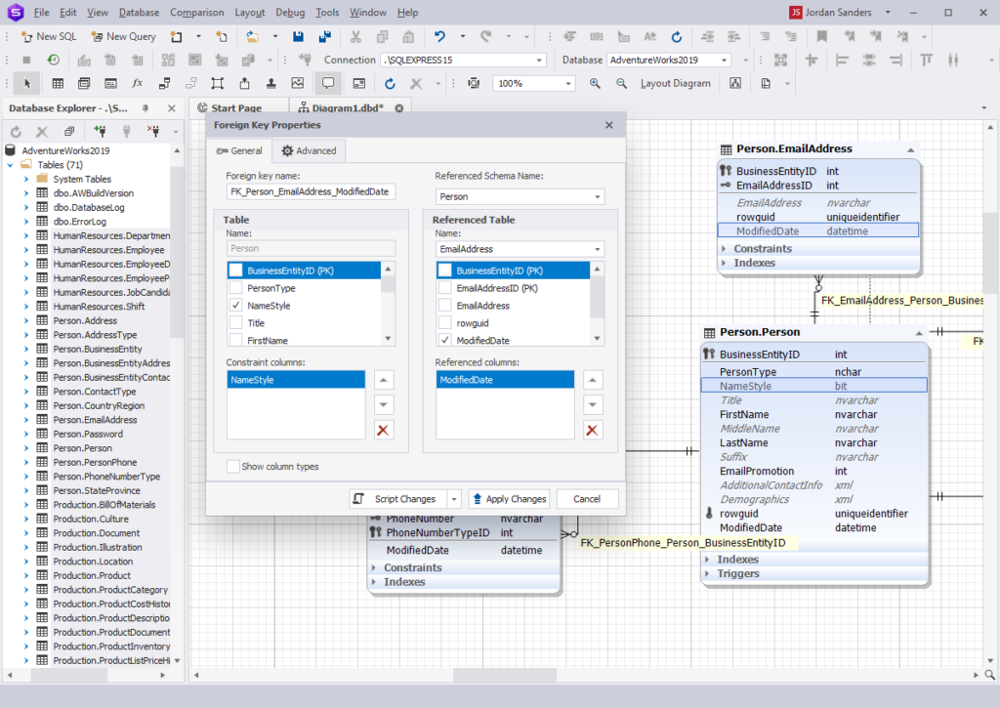 S File Edit View Database Comparison Layout Debug Tools Window Help JS Jordan Sanders
New SQL New Query
Connection .\SQLEXPRESS15 Database AdventureWorks2019
fx 100% Layout Diagram
Database Explorer - .\S...
Start Page Diagram1.dbd*
AdventureWorks2019
Tables (71)
System Tables
dbo.AWBuildVersion
dbo.DatabaseLog
dbo.ErrorLog
HumanResources.Departmen
HumanResources.Employee
HumanResources.EmployeeD
HumanResources.EmployeeP
HumanResources.JobCandida
HumanResources.Shift
Person.Address
Person.AddressType
Person.BusinessEntity
Person.BusinessEntityAddres
Person.BusinessEntityContac
Person.ContactType
Person.CountryRegion
Person.EmailAddress
Person.Password
Person.Person
Person.PersonPhone
Person.PhoneNumberType
Person.StateProvince
Production.BillOfMaterials
Production.Culture
Production.Document
Production.Illustration
Production.Location
Production.Product
Production.ProductCategory
Production.ProductCostHistor
Production.ProductDescriptio
Production.ProductDocument
Production.ProductInventory
Production.ProductListPriceHi
Foreign Key Properties
General Advanced
Foreign key name:
FK_Person_EmailAddress_ModifiedDate
Referenced Schema Name:
Person
Table
Name:
Person
BusinessEntityID (PK)
PersonType
NameStyle
Title
FirstName
Constraint columns:
NameStyle
Referenced Table
Name:
EmailAddress
BusinessEntityID (PK)
EmailAddressID (PK)
EmailAddress
rowguid
ModifiedDate
Referenced columns:
ModifiedDate
Show column types
Script Changes Apply Changes Cancel
Person.EmailAddress
BusinessEntityID int
EmailAddressID int
EmailAddress nvarchar
rowguid uniqueidentifier
ModifiedDate datetime
Constraints
Indexes
FK_EmailAddress_Person_Busines
Person.Person
FK
BusinessEntityID int
PersonType nchar
NameStyle bit
Title nvarchar
FirstName nvarchar
MiddleName nvarchar
LastName nvarchar
Suffix nvarchar
EmailPromotion int
AdditionalContactInfo xml
Demographics xml
rowguid uniqueidentifier
ModifiedDate datetime
Indexes
Triggers
PhoneNumber nvarchar
PhoneNumberTypeID int
ModifiedDate datetime
Constraints
Indexes
FK_PersonPhone_Person_BusinessEntityID